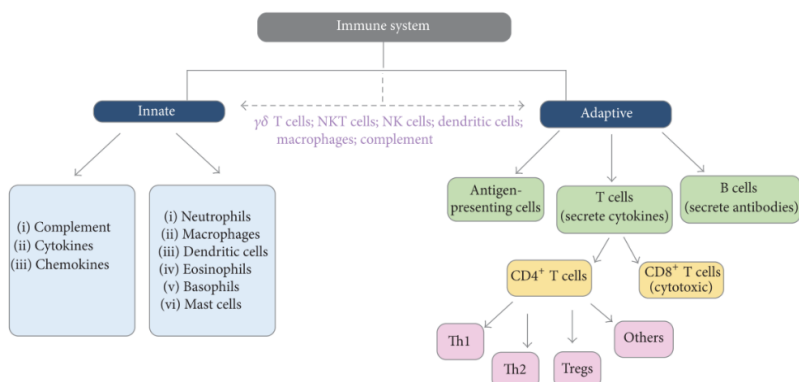 Immune system
Innate
γδ T cells; NKT cells; NK cells; dendritic cells;
macrophages; complement
Adaptive
(i) Complement
(ii) Cytokines
(iii) Chemokines
(i) Neutrophils
(ii) Macrophages
(iii) Dendritic cells
(iv) Eosinophils
(v) Basophils
(vi) Mast cells
Antigen-
presenting cells
T cells
(secrete cytokines)
B cells
(secrete antibodies)
CD4⁺ T cells
CD8⁺ T cells
(cytotoxic)
Th1
Th2
Tregs
Others